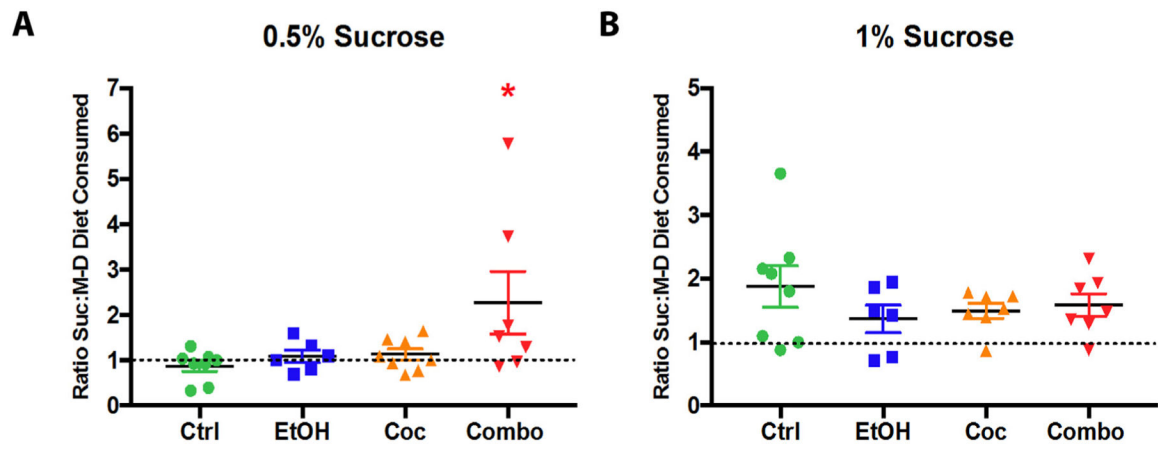 A
0.5% Sucrose
Ratio Suc:M-D Diet Consumed
7
6
5
4
3
2
1
0
*
Ctrl EtOH Coc Combo
B
1% Sucrose
Ratio Suc:M-D Diet Consumed
5
4
3
2
1
0
Ctrl EtOH Coc Combo